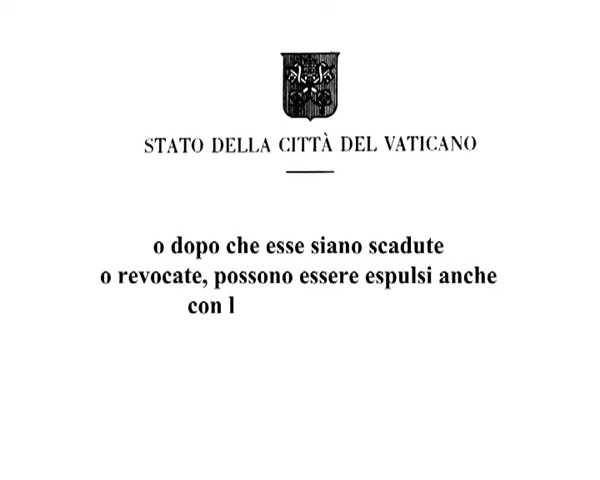 STATO DELLA CITTÀ DEL VATICANO
o dopo che esse siano scadute
o revocate, possono essere espulsi anche
con l